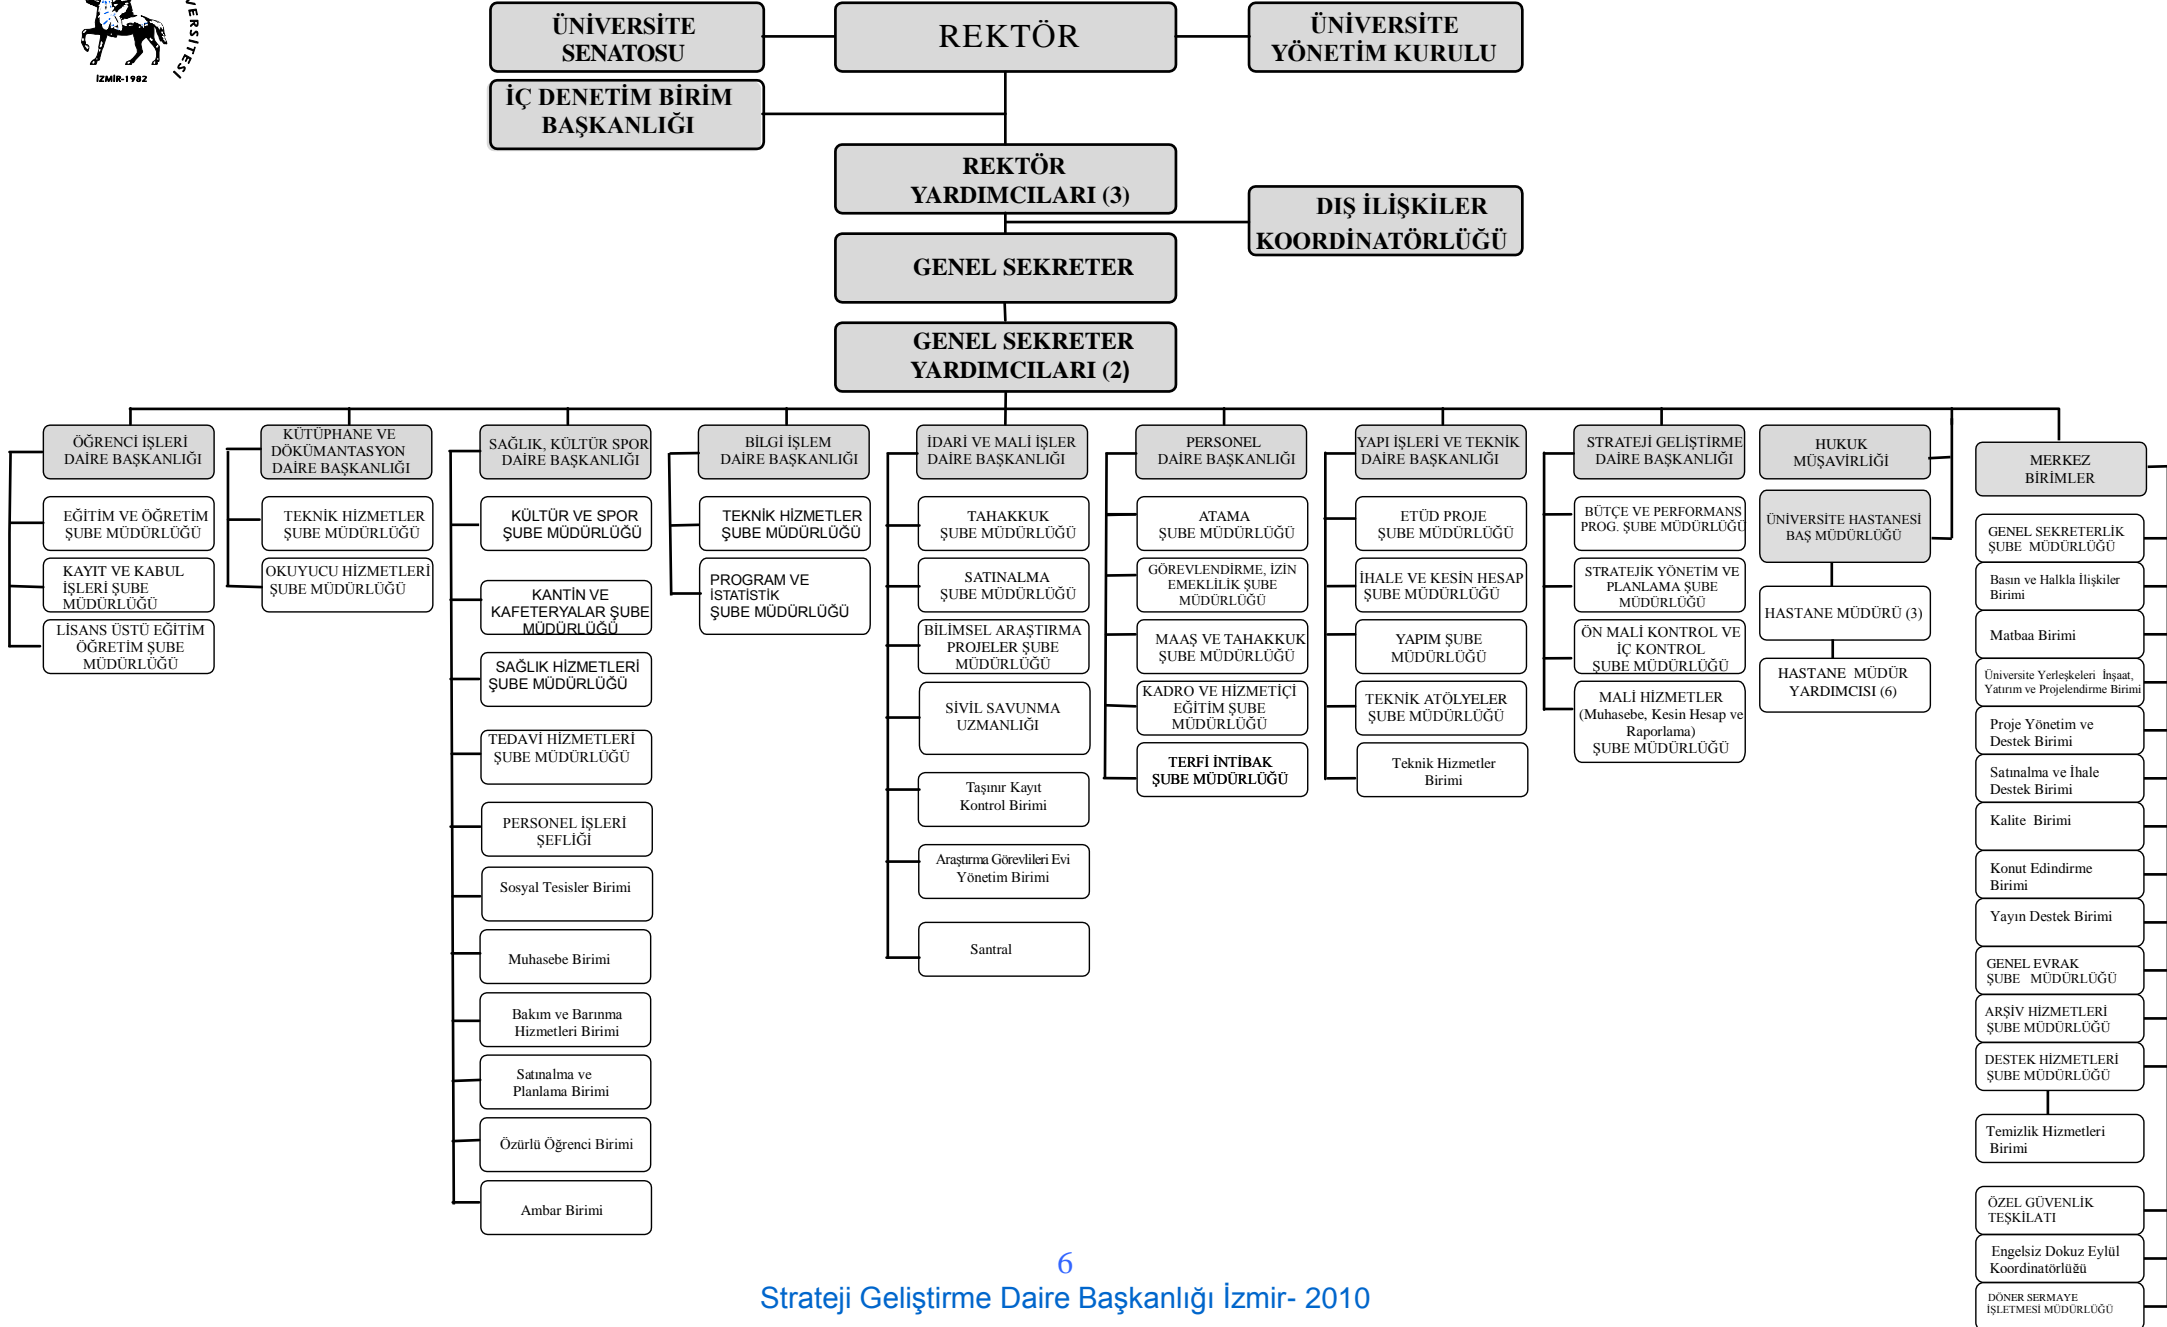 VERSİTESİ
İZMİR-1982
ÜNİVERSİTE
SENATOSU
REKTÖR
ÜNİVERSİTE
YÖNETİM KURULU
İÇ DENETİM BİRİM
BAŞKANLIĞI
REKTÖR
YARDIMCILARI (3)
DIŞ İLİŞKİLER
KOORDİNATÖRLÜĞÜ
GENEL SEKRETER
GENEL SEKRETER
YARDIMCILARI (2)
ÖĞRENCİ İŞLERİ
DAİRE BAŞKANLIĞI
EĞİTİM VE ÖĞRETİM
ŞUBE MÜDÜRLÜĞÜ
KAYIT VE KABUL
İŞLERİ ŞUBE
MÜDÜRLÜĞÜ
LİSANS ÜSTÜ EĞİTİM
ÖĞRETİM ŞUBE
MÜDÜRLÜĞÜ
KÜTÜPHANE VE
DÖKÜMANTASYON
DAİRE BAŞKANLIĞI
TEKNİK HİZMETLER
ŞUBE MÜDÜRLÜĞÜ
OKUYUCU HİZMETLERİ
ŞUBE MÜDÜRLÜĞÜ
SAĞLIK, KÜLTÜR SPOR
DAİRE BAŞKANLIĞI
KÜLTÜR VE SPOR
ŞUBE MÜDÜRLÜĞÜ
KANTİN VE
KAFETERYALAR ŞUBE
MÜDÜRLÜĞÜ
SAĞLIK HİZMETLERİ
ŞUBE MÜDÜRLÜĞÜ
TEDAVİ HİZMETLERİ
ŞUBE MÜDÜRLÜĞÜ
PERSONEL İŞLERİ
ŞEFLİĞİ
Sosyal Tesisler Birimi
Muhasebe Birimi
Bakım ve Barınma
Hizmetleri Birimi
Satınalma ve
Planlama Birimi
Özürlü Öğrenci Birimi
Ambar Birimi
BİLGİ İŞLEM
DAİRE BAŞKANLIĞI
TEKNİK HİZMETLER
ŞUBE MÜDÜRLÜĞÜ
PROGRAM VE
İSTATİSTİK
ŞUBE MÜDÜRLÜĞÜ
İDARİ VE MALİ İŞLER
DAİRE BAŞKANLIĞI
TAHAKKUK
ŞUBE MÜDÜRLÜĞÜ
SATINALMA
ŞUBE MÜDÜRLÜĞÜ
BİLİMSEL ARAŞTIRMA
PROJELER ŞUBE
MÜDÜRLÜĞÜ
SİVİL SAVUNMA
UZMANLIĞI
Taşınır Kayıt
Kontrol Birimi
Araştırma Görevlileri Evi
Yönetim Birimi
Santral
PERSONEL
DAİRE BAŞKANLIĞI
ATAMA
ŞUBE MÜDÜRLÜĞÜ
GÖREVLENDİRME, İZİN
EMEKLİLİK ŞUBE
MÜDÜRLÜĞÜ
MAAŞ VE TAHAKKUK
ŞUBE MÜDÜRLÜĞÜ
KADRO VE HİZMETİÇİ
EĞİTİM ŞUBE
MÜDÜRLÜĞÜ
TERFİ İNTİBAK
ŞUBE MÜDÜRLÜĞÜ
YAPI İŞLERİ VE TEKNİK
DAİRE BAŞKANLIĞI
ETÜD PROJE
ŞUBE MÜDÜRLÜĞÜ
İHALE VE KESİN HESAP
ŞUBE MÜDÜRLÜĞÜ
YAPIM ŞUBE
MÜDÜRLÜĞÜ
TEKNİK ATÖLYELER
ŞUBE MÜDÜRLÜĞÜ
Teknik Hizmetler
Birimi
STRATEJİ GELİŞTİRME
DAİRE BAŞKANLIĞI
BÜTÇE VE PERFORMANS
PROG. ŞUBE MÜDÜRLÜĞÜ
STRATEJİK YÖNETİM VE
PLANLAMA ŞUBE
MÜDÜRLÜĞÜ
ÖN MALİ KONTROL VE
İÇ KONTROL
ŞUBE MÜDÜRLÜĞÜ
MALİ HİZMETLER
(Muhasebe, Kesin Hesap ve
Raporlama)
ŞUBE MÜDÜRLÜĞÜ
HUKUK
MÜŞAVİRLİĞİ
ÜNİVERSİTE HASTANESİ
BAŞ MÜDÜRLÜĞÜ
HASTANE MÜDÜRÜ (3)
HASTANE MÜDÜR
YARDIMCISI (6)
MERKEZ
BİRİMLER
GENEL SEKRETERLİK
ŞUBE MÜDÜRLÜĞÜ
Basın ve Halkla İlişkiler
Birimi
Matbaa Birimi
Üniversite Yerleşkeleri İnşaat,
Yatırım ve Projelendirme Birimi
Proje Yönetim ve
Destek Birimi
Satınalma ve İhale
Destek Birimi
Kalite Birimi
Konut Edindirme
Birimi
Yayın Destek Birimi
GENEL EVRAK
ŞUBE MÜDÜRLÜĞÜ
ARŞİV HİZMETLERİ
ŞUBE MÜDÜRLÜĞÜ
DESTEK HİZMETLERİ
ŞUBE MÜDÜRLÜĞÜ
Temizlik Hizmetleri
Birimi
ÖZEL GÜVENLİK
TEŞKİLATI
Engelsiz Dokuz Eylül
Koordinatörlüğü
DÖNER SERMAYE
İŞLETMESİ MÜDÜRLÜĞÜ
6
Strateji Geliştirme Daire Başkanlığı İzmir- 2010